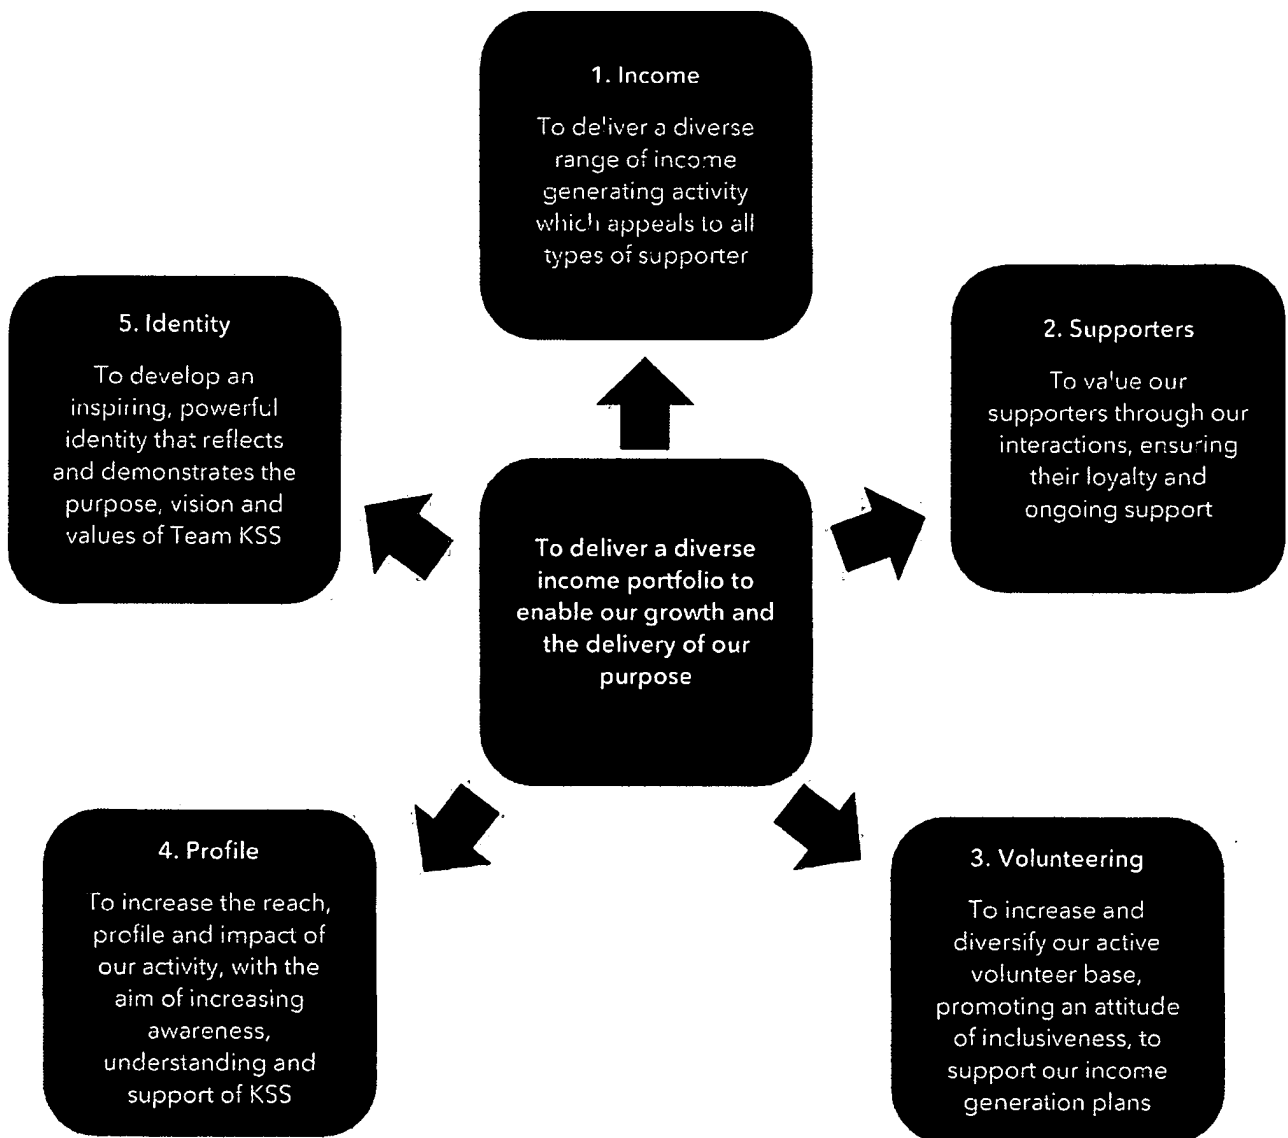 1. Income
To deliver a diverse
range of income
generating activity
which appeals to all
types of supporter
2. Supporters
To value our
supporters through our
interactions, ensuring
their loyalty and
ongoing support
3. Volunteering
To increase and
diversify our active
volunteer base,
promoting an attitude
of inclusiveness, to
support our income
generation plans
4. Profile
To increase the reach,
profile and impact of
our activity, with the
aim of increasing
awareness,
understanding and
support of KSS
5. Identity
To develop an
inspiring, powerful
identity that reflects
and demonstrates the
purpose, vision and
values of Team KSS
To deliver a diverse
income portfolio to
enable our growth and
the delivery of our
purpose